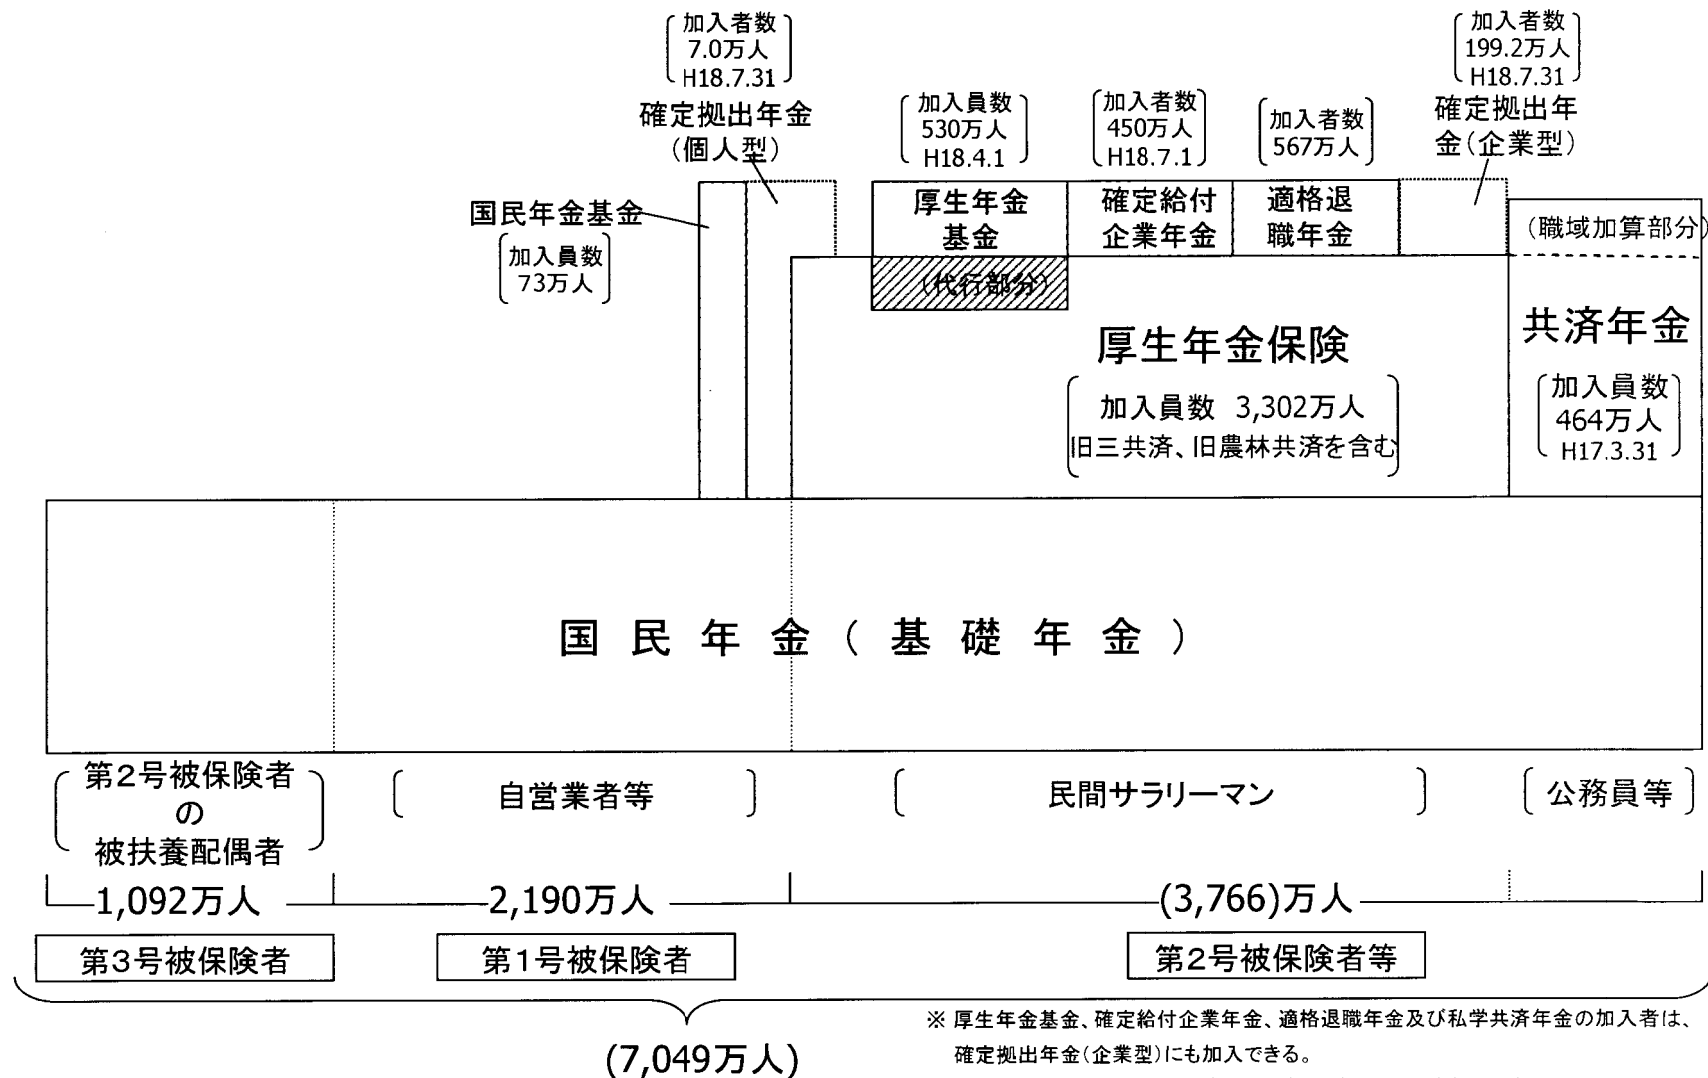 加入者数
7.0万人
H18.7.31
確定拠出年金
(個人型)
加入者数
199.2万人
H18.7.31
確定拠出年
金(企業型)
加入員数
530万人
H18.4.1
加入者数
450万人
H18.7.1
加入者数
567万人
国民年金基金
加入員数
73万人
厚生年金
基金
(代行部分)
確定給付
企業年金
適格退
職年金
(職域加算部分)
厚生年金保険
加入員数 3,302万人
旧三共済、旧農林共済を含む
共済年金
加入員数
464万人
H17.3.31
国民年金(基礎年金)
第2号被保険者
の
被扶養配偶者
自営業者等
民間サラリーマン
公務員等
1,092万人
2,190万人
(3,766)万人
第3号被保険者
第1号被保険者
第2号被保険者等
(7,049万人)
※ 厚生年金基金、確定給付企業年金、適格退職年金及び私学共済年金の加入者は、
確定拠出年金(企業型)にも加入できる。